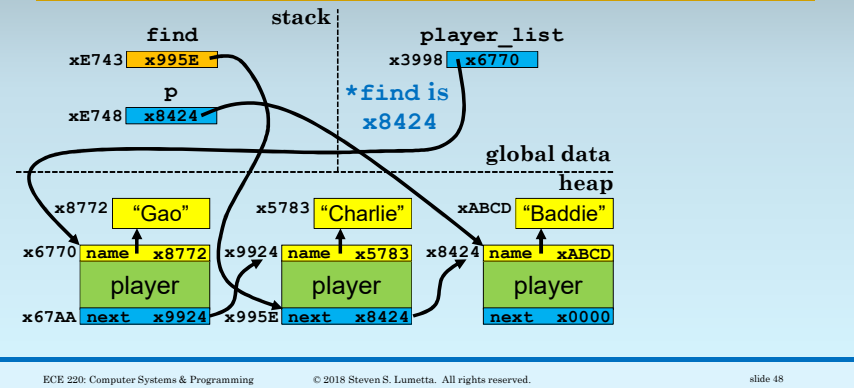 stack
find
player_list
xE743 x995E
x3998 x6770
p
*find is
xE748 x8424
x8424
global data
heap
x8772 “Gao”
x5783 “Charlie”
xABCD “Baddie”
x6770 name x8772
x9924 name x5783
x8424 name xABCD
player
player
player
x67AA next x9924
x995E next x8424
next x0000
ECE 220: Computer Systems & Programming
© 2018 Steven S. Lumetta. All rights reserved.
slide 48